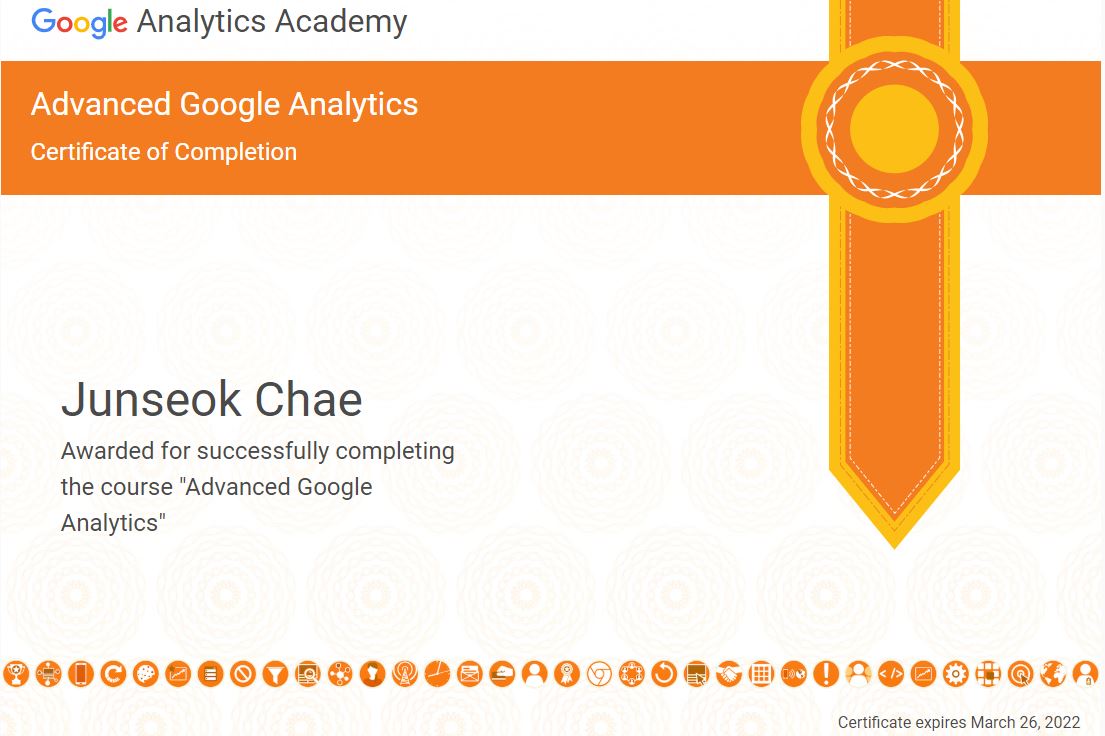 Google Analytics Academy
Advanced Google Analytics
Certificate of Completion
Junseok Chae
Awarded for successfully completing
the course "Advanced Google
Analytics"
Certificate expires March 26, 2022